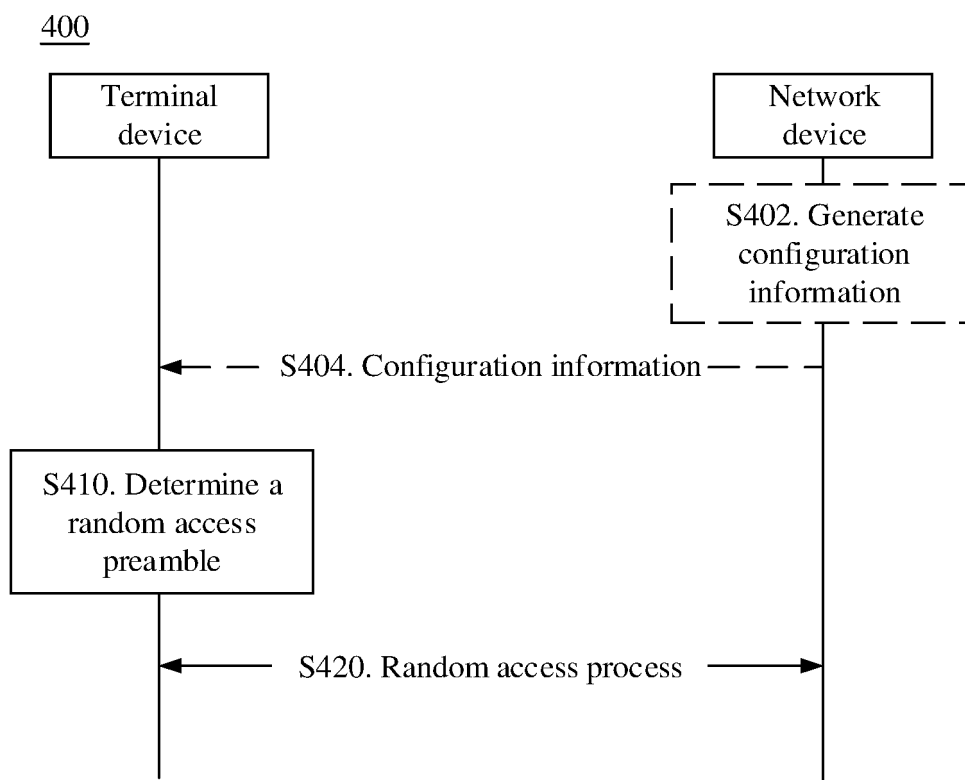 400
Terminal
device
Network
device
S402. Generate
configuration
information
S404. Configuration information
S410. Determine a
random access
preamble
S420. Random access process